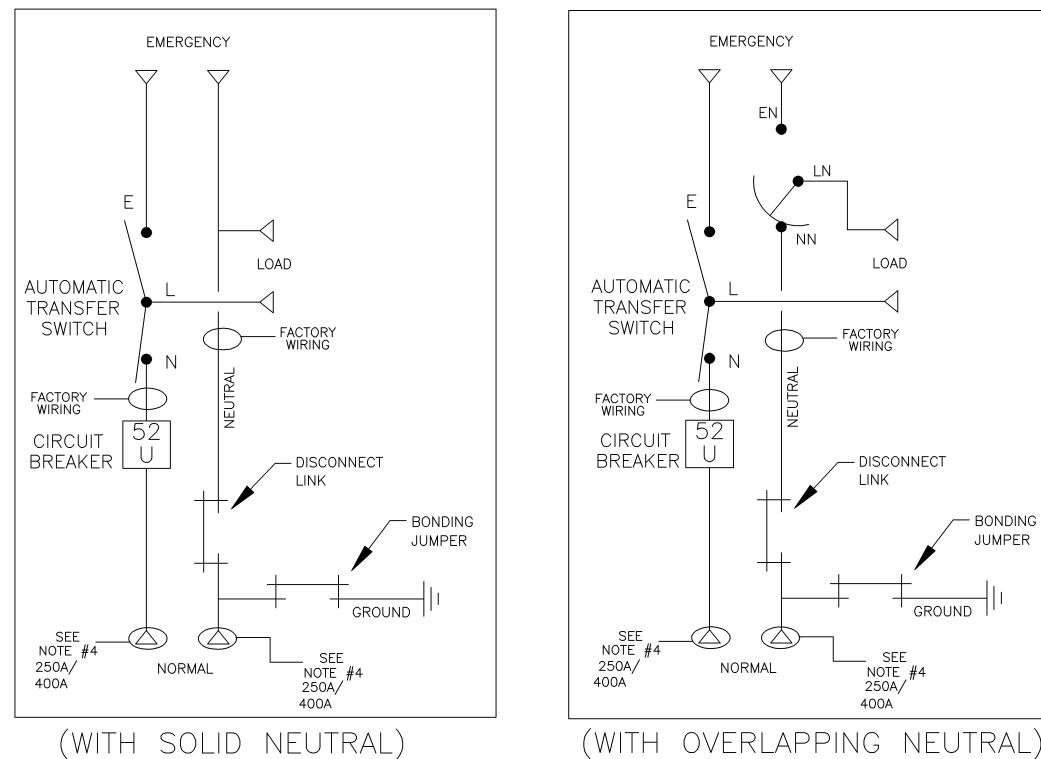 EMERGENCY
E
LOAD
AUTOMATIC
TRANSFER
SWITCH
L
FACTORY
WIRING
N
FACTORY
WIRING
NEUTRAL
CIRCUIT
BREAKER
52
U
DISCONNECT
LINK
BONDING
JUMPER
GROUND
SEE
NOTE #4
250A/
400A
NORMAL
SEE
NOTE #4
250A/
400A
(WITH SOLID NEUTRAL)
EMERGENCY
EN
LN
E
NN
LOAD
AUTOMATIC
TRANSFER
SWITCH
L
FACTORY
WIRING
N
FACTORY
WIRING
NEUTRAL
CIRCUIT
BREAKER
52
U
DISCONNECT
LINK
BONDING
JUMPER
GROUND
SEE
NOTE #4
250A/
400A
NORMAL
SEE
NOTE #4
250A/
400A
(WITH OVERLAPPING NEUTRAL)